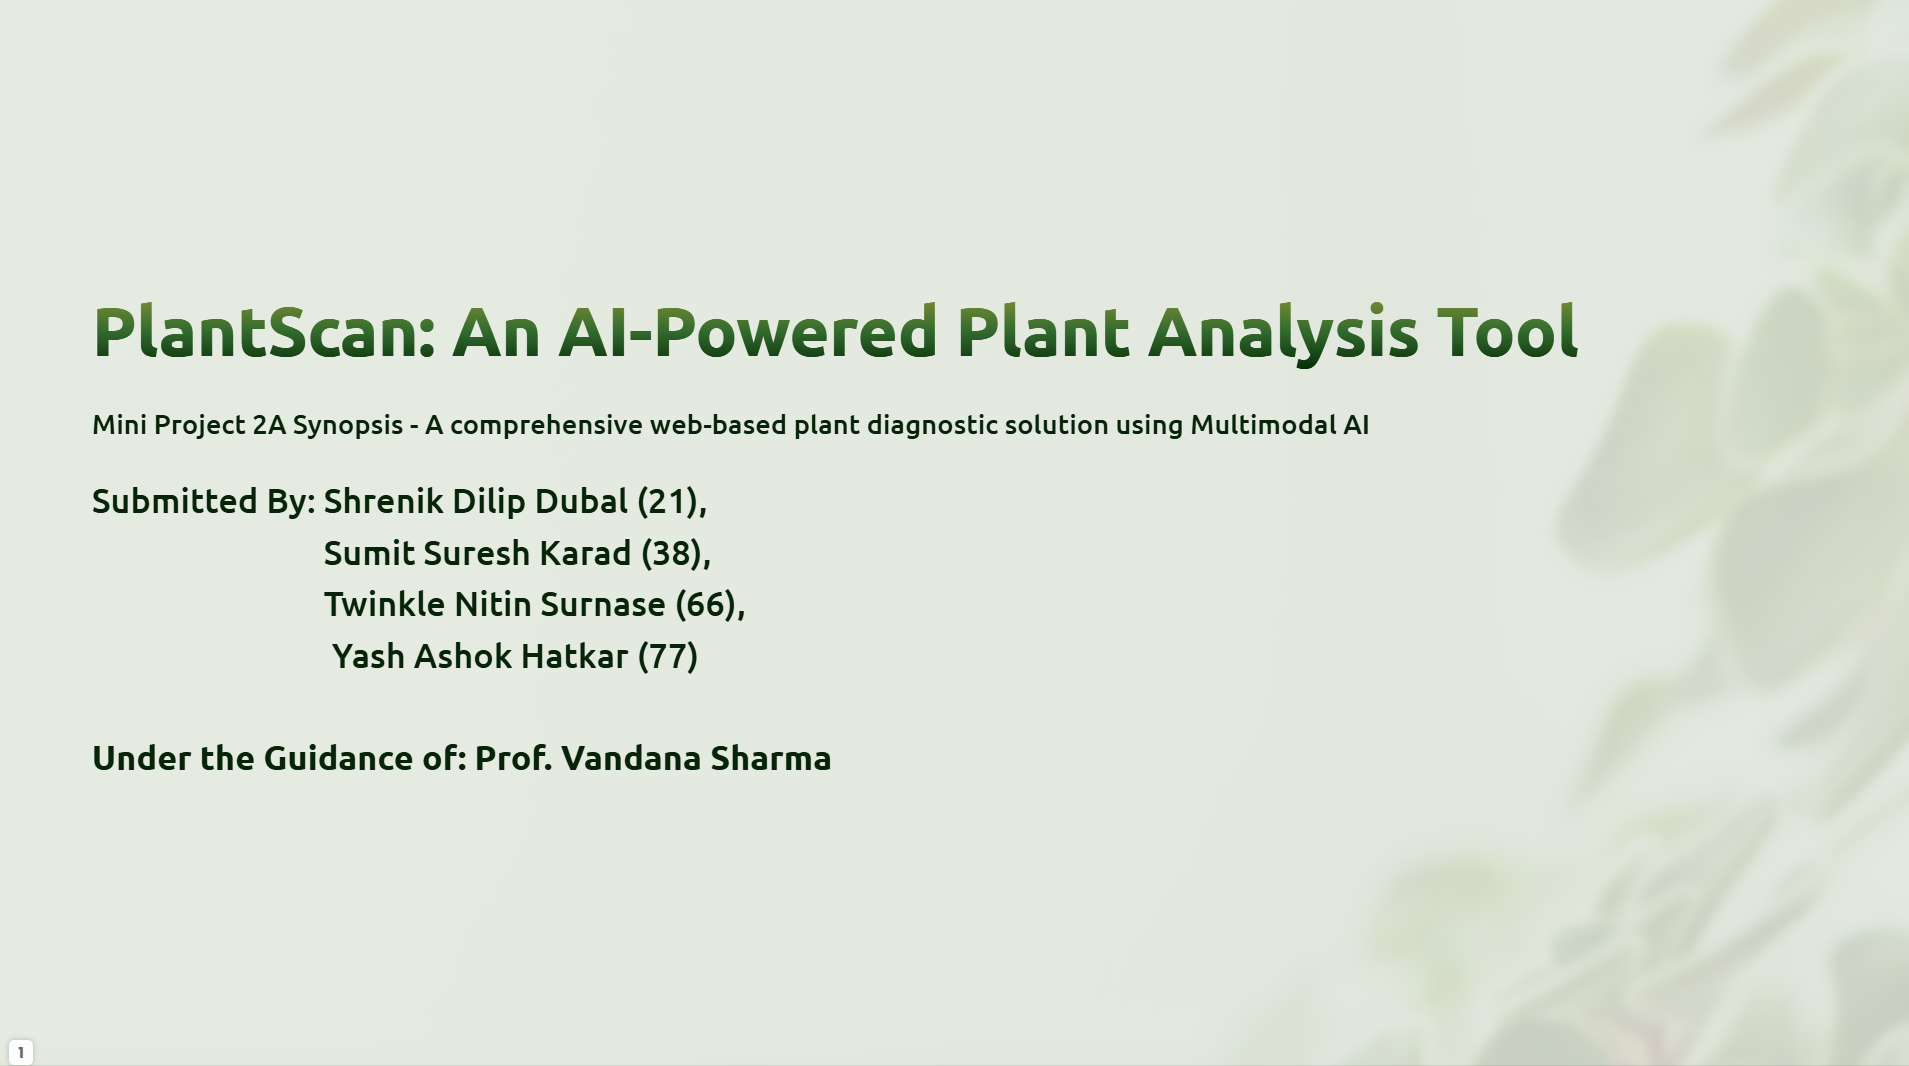 PlantScan: An AI-Powered Plant Analysis Tool
Mini Project 2A Synopsis - A comprehensive web-based plant diagnostic solution using Multimodal AI
Submitted By: Shrenik Dilip Dubal (21),
Sumit Suresh Karad (38),
Twinkle Nitin Surnase (66),
Yash Ashok Hatkar (77)
Under the Guidance of: Prof. Vandana Sharma
1